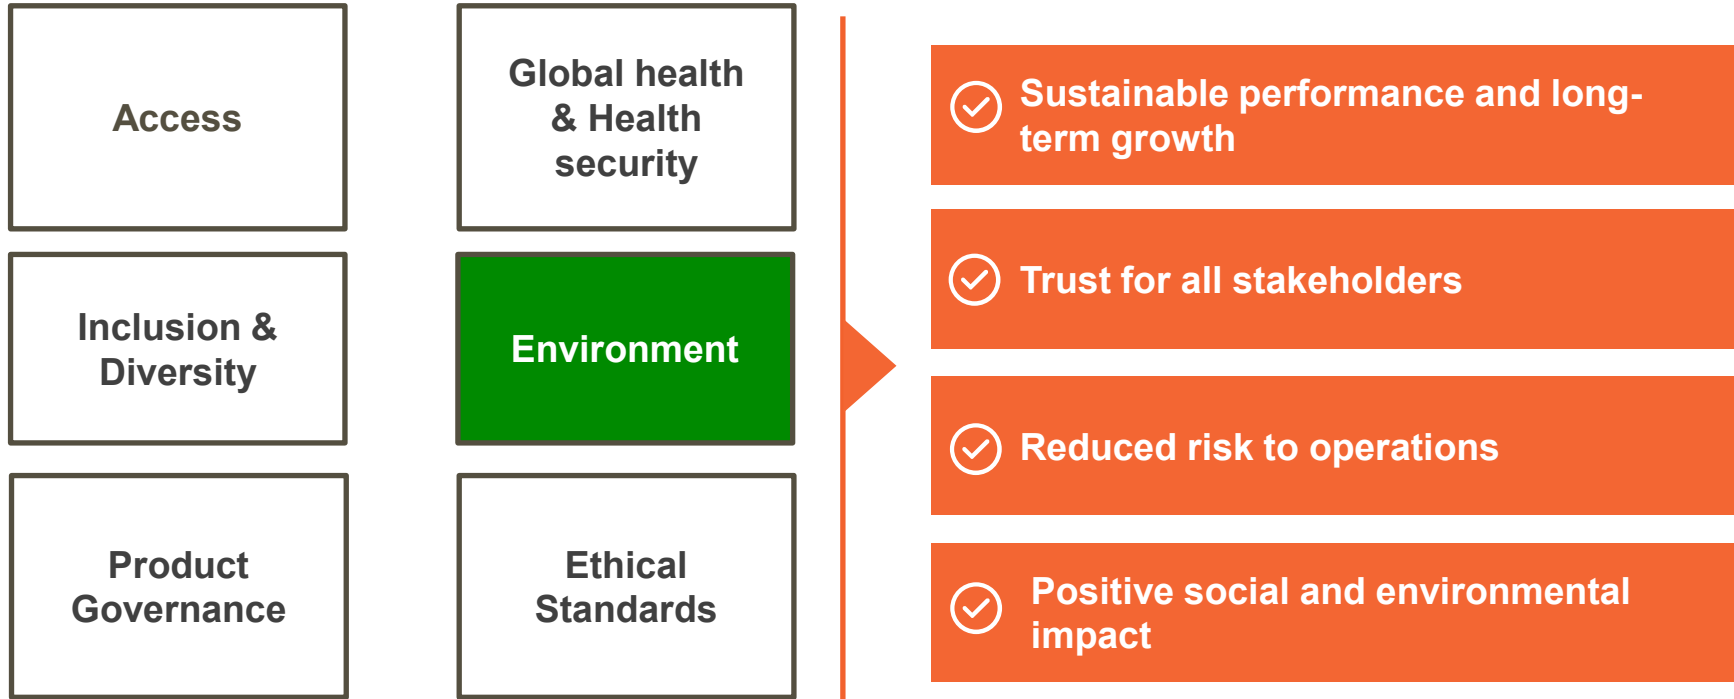 Access
Global health
& Health
security
Inclusion &
Diversity
Environment
Product
Governance
Ethical
Standards
Sustainable performance and long-
term growth
Trust for all stakeholders
Reduced risk to operations
Positive social and environmental
impact